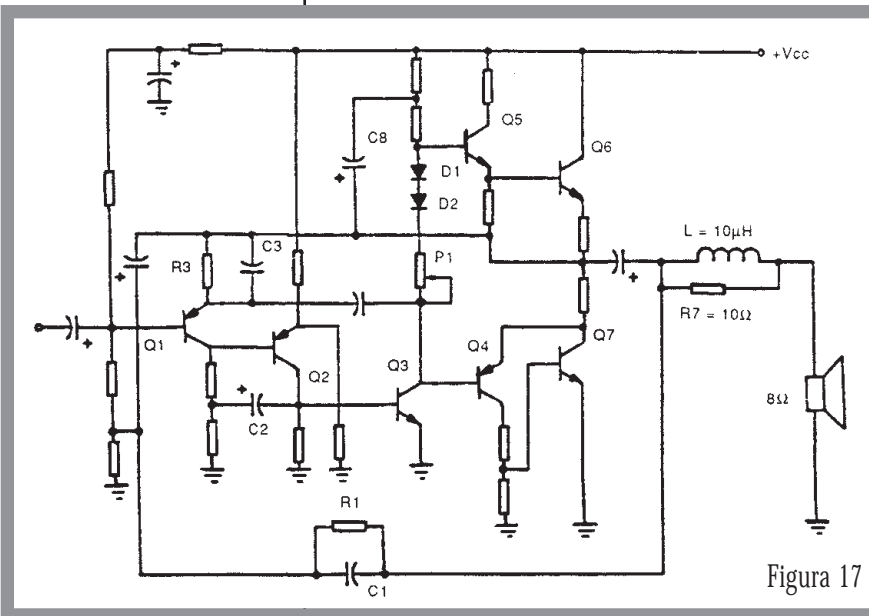 +Vcc
Q5
C8
Q6
D1
D2
L = 10µH
C3
P1
R3
R7 = 10Ω
Q1
Q2
Q3
Q4
Q7
8Ω
C2
R1
C1
Figura 17